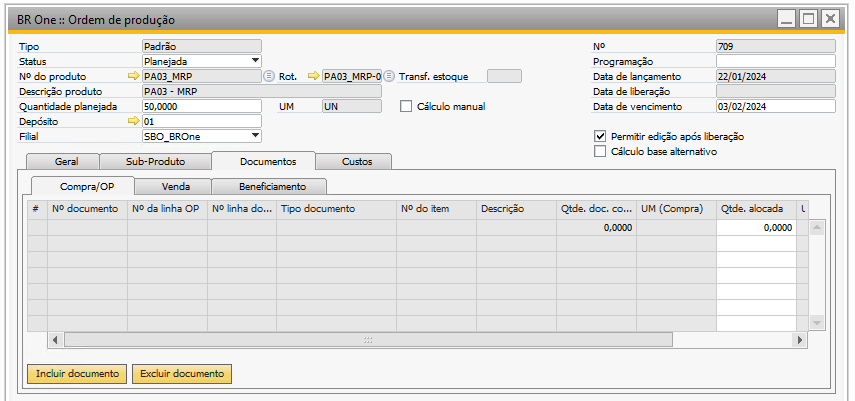 BR One :: Ordem de produção
Tipo Padrão Nº 709
Status Planejada Programação
Nº do produto PA03_MRP Rot. PA03_MRP-0 Transf. estoque Data de lançamento 22/01/2024
Descrição produto PA03 - MRP Data de liberação
Quantidade planejada 50,0000 UM UN Cálculo manual Data de vencimento 03/02/2024
Depósito 01
Filial SBO_BROne Permitir edição após liberação
Cálculo base alternativo
Geral Sub-Produto Documentos Custos
Compra/OP Venda Beneficiamento
# Nº documento Nº da linha OP Nº linha do... Tipo documento Nº do item Descrição Qtde. doc. co... UM (Compra) Qtde. alocada U
0,0000 0,0000
Incluir documento Excluir documento